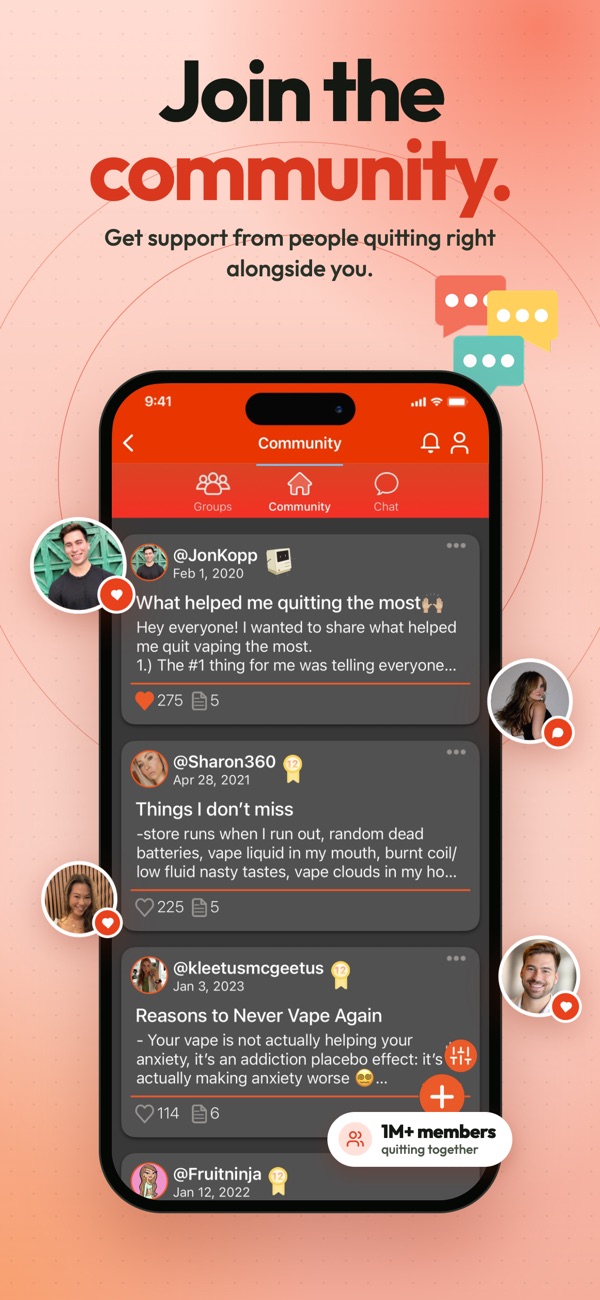 Join the
community.
Get support from people quitting right
alongside you.
9:41
Community
Groups
Community
Chat
@JonKopp
Feb 1, 2020
What helped me quitting the most🙌🏼
Hey everyone! I wanted to share what helped
me quit vaping the most.
1.) The #1 thing for me was telling everyone...
275
5
@Sharon360
12
Apr 28, 2021
Things I don’t miss
-store runs when I run out, random dead
batteries, vape liquid in my mouth, burnt coil/
low fluid nasty tastes, vape clouds in my ho...
225
5
@kleetusmcgeetus
12
Jan 3, 2023
Reasons to Never Vape Again
- Your vape is not actually helping your
anxiety, it’s an addiction placebo effect: it’s
actually making anxiety worse 😵‍💫...
114
6
1M+ members
quitting together
@Fruitninja
12
Jan 12, 2022